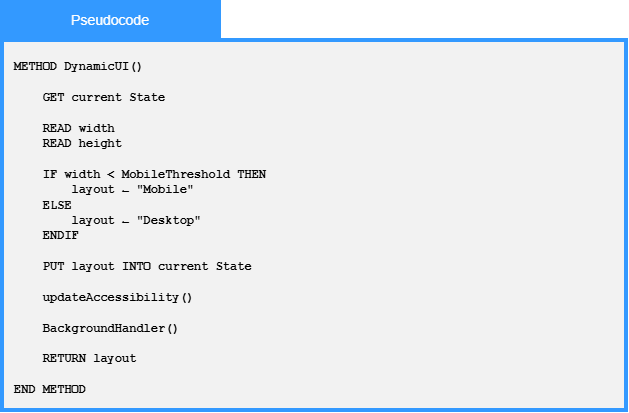 Pseudocode
METHOD DynamicUI()
GET current State
READ width
READ height
IF width < MobileThreshold THEN
layout ← "Mobile"
ELSE
layout ← "Desktop"
ENDIF
PUT layout INTO current State
updateAccessibility()
BackgroundHandler()
RETURN layout
END METHOD